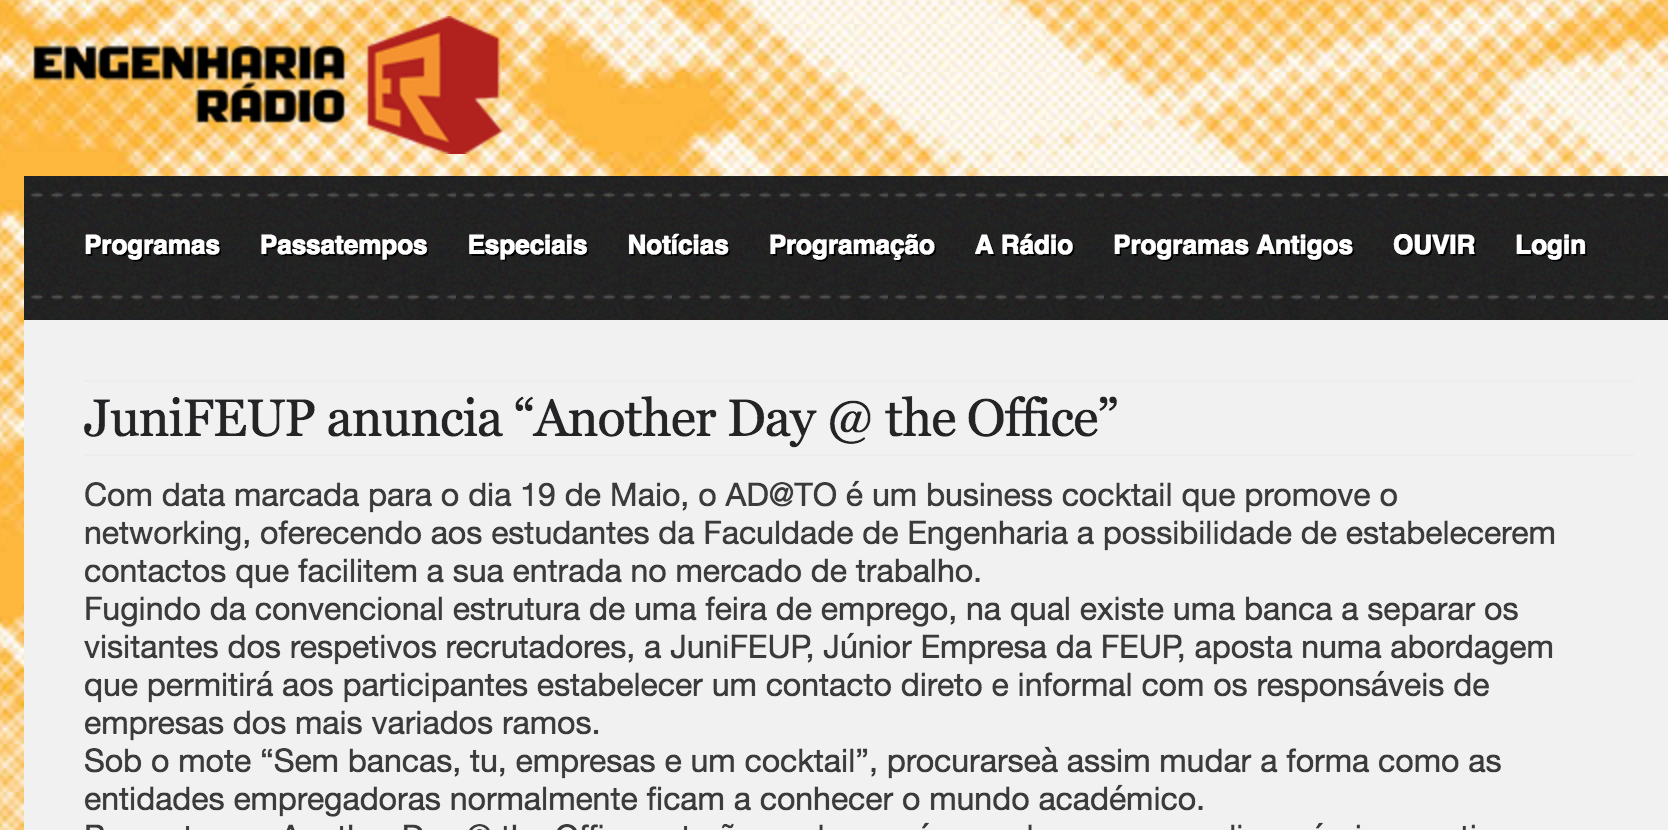 ENGENHARIA
RÁDIO
ER
Programas Passatempos Especiais Notícias Programação A Rádio Programas Antigos OUVIR Login
JuniFEUP anuncia “Another Day @ the Office”
Com data marcada para o dia 19 de Maio, o AD@TO é um business cocktail que promove o
networking, oferecendo aos estudantes da Faculdade de Engenharia a possibilidade de estabelecerem
contactos que facilitem a sua entrada no mercado de trabalho.
Fugindo da convencional estrutura de uma feira de emprego, na qual existe uma banca a separar os
visitantes dos respetivos recrutadores, a JuniFEUP, Júnior Empresa da FEUP, aposta numa abordagem
que permitirá aos participantes estabelecer um contacto direto e informal com os responsáveis de
empresas dos mais variados ramos.
Sob o mote “Sem bancas, tu, empresas e um cocktail”, procurarseà assim mudar a forma como as
entidades empregadoras normalmente ficam a conhecer o mundo académico.